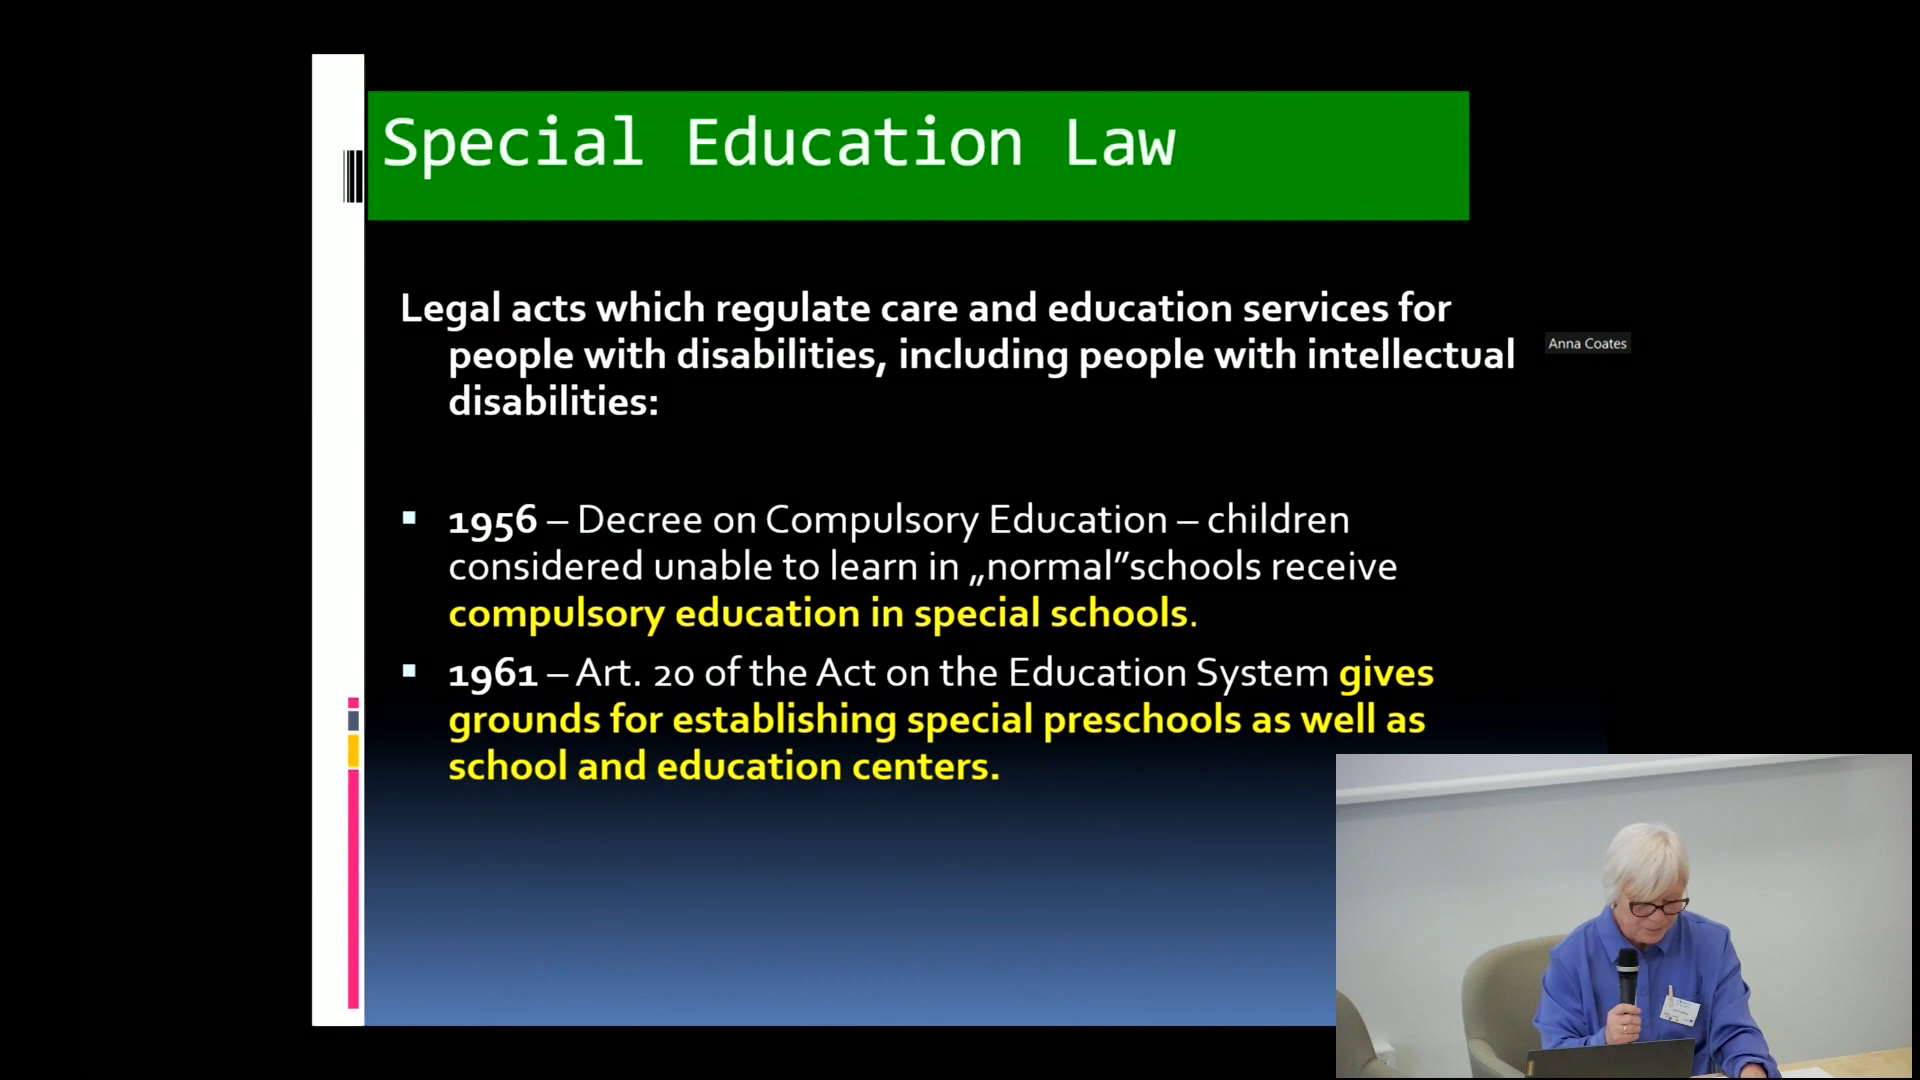 Special Education Law
Legal acts which regulate care and education services for
people with disabilities, including people with intellectual
disabilities:
Anna Coates
1956 – Decree on Compulsory Education – children
considered unable to learn in „normal”schools receive
compulsory education in special schools.
1961 – Art. 20 of the Act on the Education System gives
grounds for establishing special preschools as well as
school and education centers.